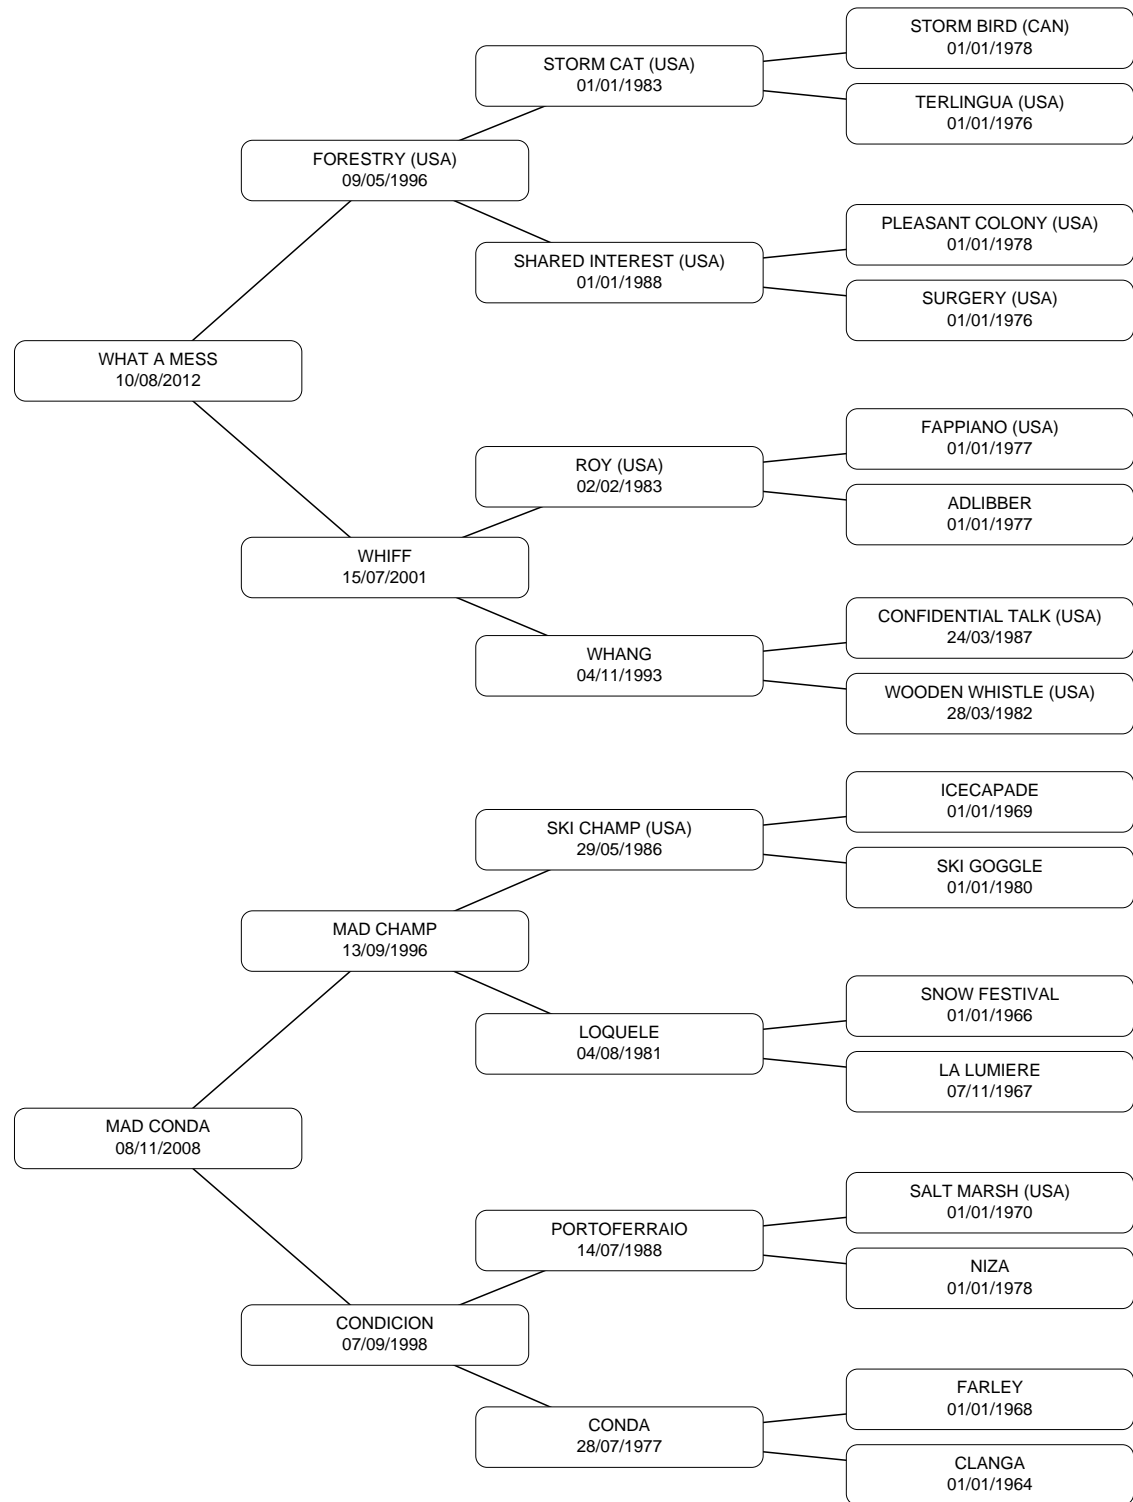 STORM BIRD (CAN)
01/01/1978
STORM CAT (USA)
01/01/1983
TERLINGUA (USA)
01/01/1976
FORESTRY (USA)
09/05/1996
PLEASANT COLONY (USA)
01/01/1978
SHARED INTEREST (USA)
01/01/1988
SURGERY (USA)
01/01/1976
WHAT A MESS
10/08/2012
FAPPIANO (USA)
01/01/1977
ROY (USA)
02/02/1983
ADLIBBER
01/01/1977
WHIFF
15/07/2001
CONFIDENTIAL TALK (USA)
24/03/1987
WHANG
04/11/1993
WOODEN WHISTLE (USA)
28/03/1982
ICECAPADE
01/01/1969
SKI CHAMP (USA)
29/05/1986
SKI GOGGLE
01/01/1980
MAD CHAMP
13/09/1996
SNOW FESTIVAL
01/01/1966
LOQUELE
04/08/1981
LA LUMIERE
07/11/1967
MAD CONDA
08/11/2008
SALT MARSH (USA)
01/01/1970
PORTOFERRAIO
14/07/1988
NIZA
01/01/1978
CONDICION
07/09/1998
FARLEY
01/01/1968
CONDA
28/07/1977
CLANGA
01/01/1964